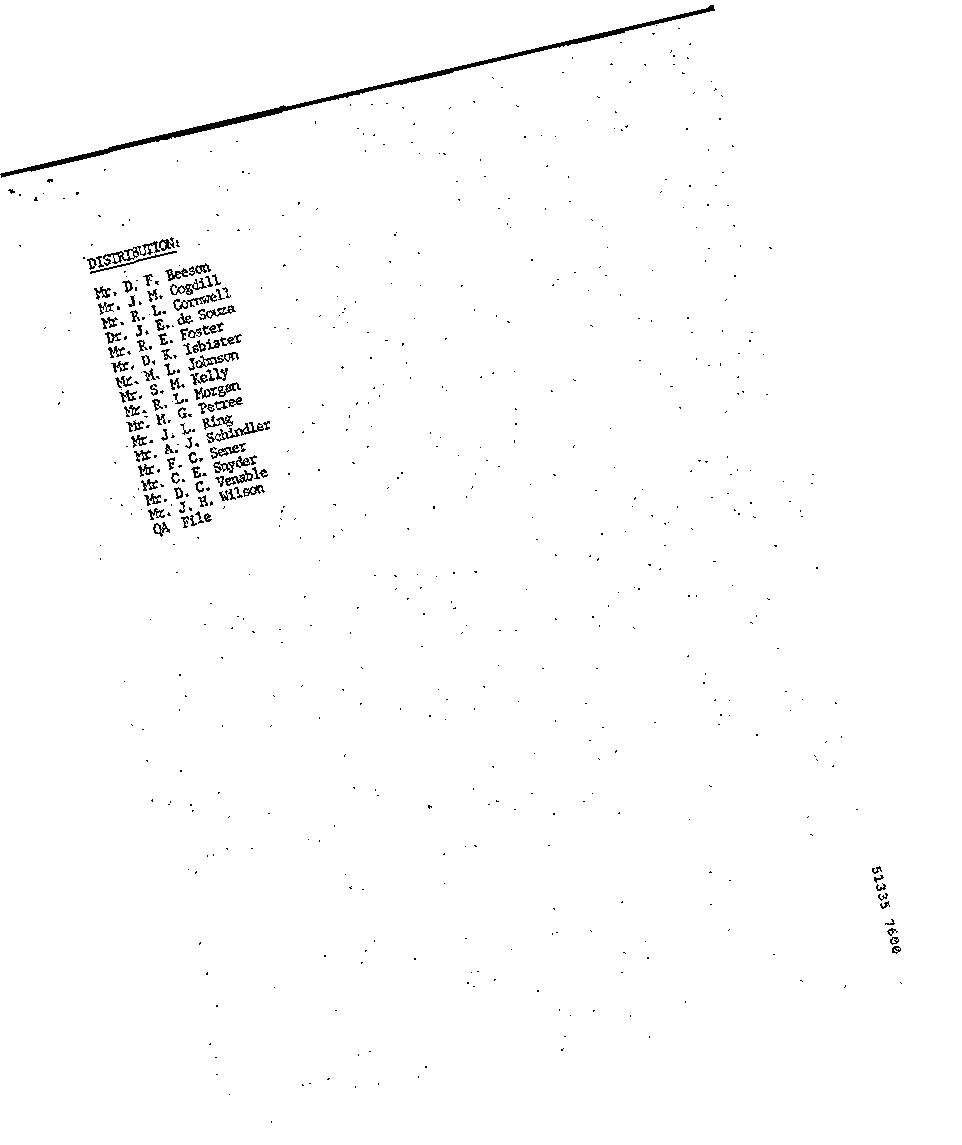 DISTRIBUTION:
Mr. D. F. Beeson
Mr. J. M. Cogdill
Mr. R. L. Cornwell
Dr. J. E. de Souza
Mr. R. E. Foster
Mr. D. K. Isbister
Mr. M. L. Johnson
Mr. S. M. Kelly
Mr. R. L. Morgan
Mr. M. G. Petree
Mr. J. L. Ring
Mr. A. J. Schindler
Mr. F. C. Sener
Mr. C. E. Snyder
Mr. D. C. Venable
Mr. J. H. Wilson
QA File
51335 7600